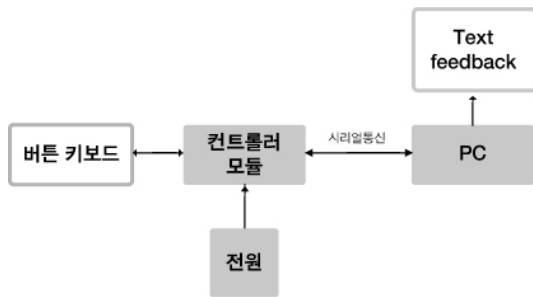 Text
feedback
버튼 키보드
컨트롤러
모듈
시리얼통신
PC
전원